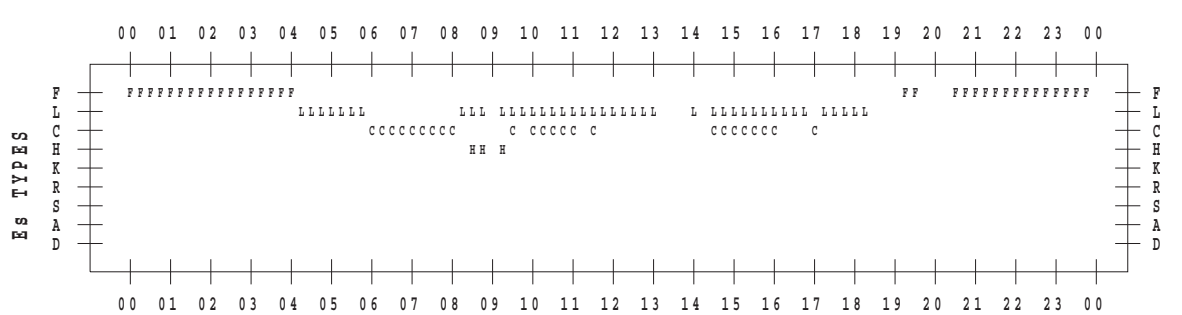 00 01 02 03 04 05 06 07 08 09 10 11 12 13 14 15 16 17 18 19 20 21 22 23 00
Es TYPES
F FFFFFFFFFFFFFFFFF FF FFFFFFFFFFFFFF F
L LLLLLLL LLL LLLLLLLLLLLLLLLL L LLLLLLLLLL LLLLL L
C CCCCCCCCC C CCCCC C CCCCCCC C C
H HH H H
K K
R R
S S
A A
D D
00 01 02 03 04 05 06 07 08 09 10 11 12 13 14 15 16 17 18 19 20 21 22 23 00